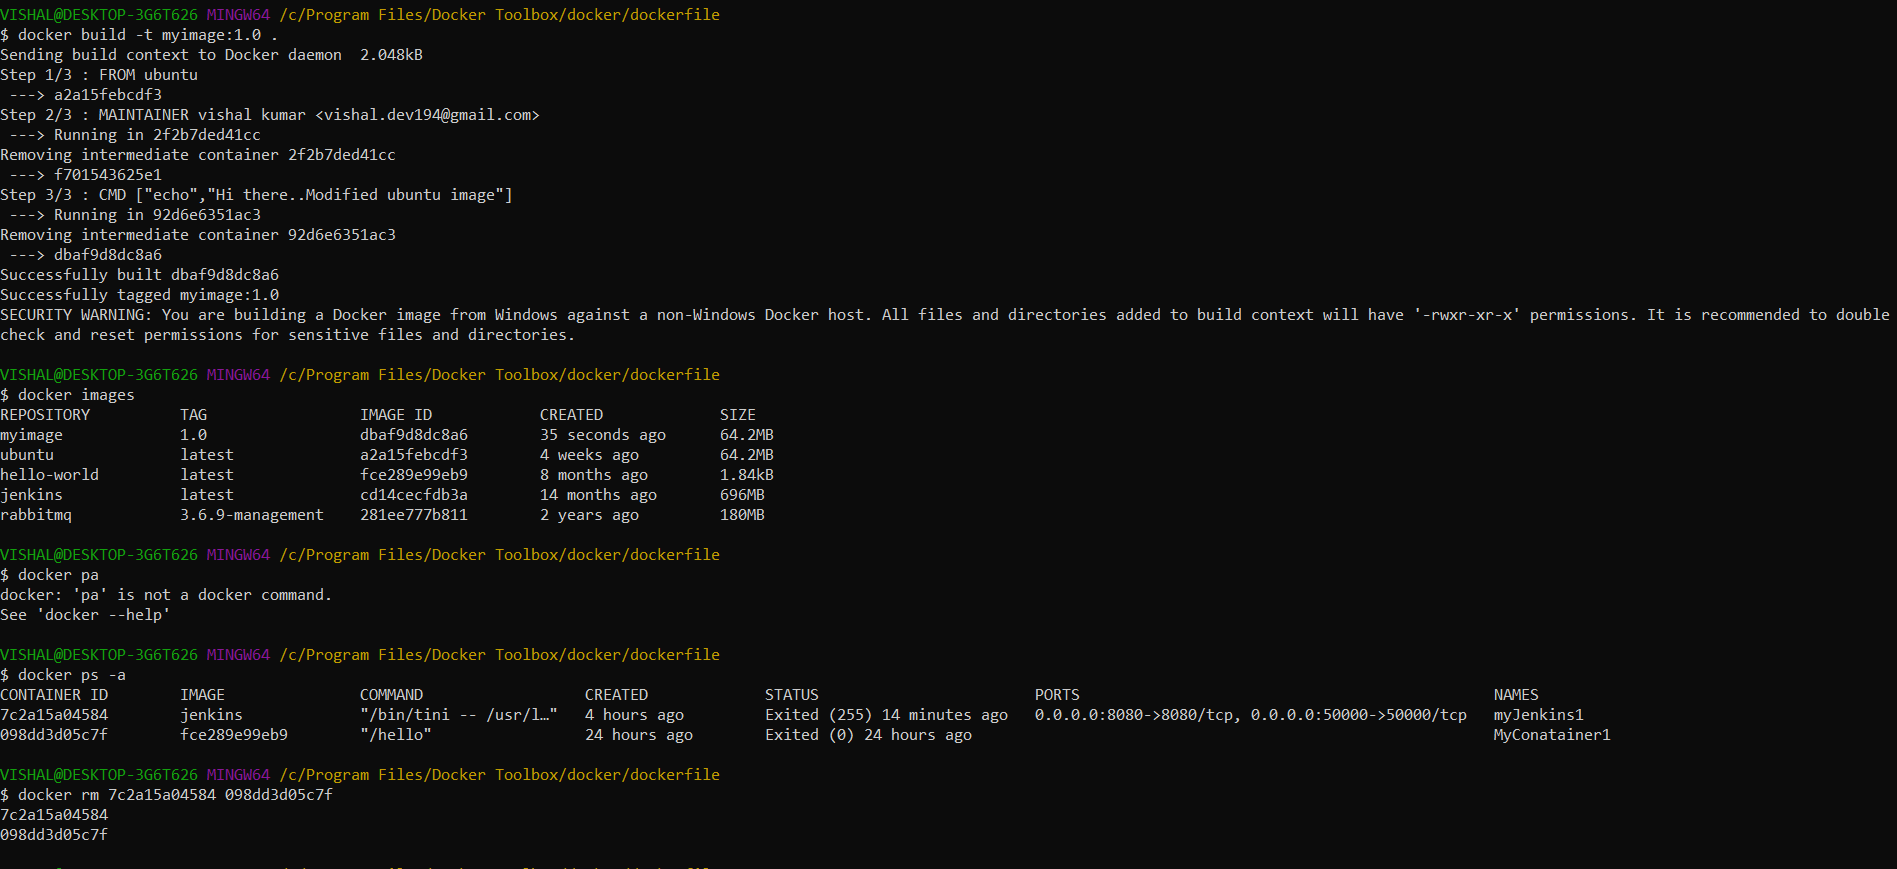 VISHAL@DESKTOP-3G6T626 MINGW64 /c/Program Files/Docker Toolbox/docker/dockerfile
$ docker build -t myimage:1.0 .
Sending build context to Docker daemon  2.048kB
Step 1/3 : FROM ubuntu
 ---> a2a15febcdf3
Step 2/3 : MAINTAINER vishal kumar <vishal.dev194@gmail.com>
 ---> Running in 2f2b7ded41cc
Removing intermediate container 2f2b7ded41cc
 ---> f701543625e1
Step 3/3 : CMD ["echo","Hi there..Modified ubuntu image"]
 ---> Running in 92d6e6351ac3
Removing intermediate container 92d6e6351ac3
 ---> dbaf9d8dc8a6
Successfully built dbaf9d8dc8a6
Successfully tagged myimage:1.0
SECURITY WARNING: You are building a Docker image from Windows against a non-Windows Docker host. All files and directories added to build context will have '-rwxr-xr-x' permissions. It is recommended to double
check and reset permissions for sensitive files and directories.

VISHAL@DESKTOP-3G6T626 MINGW64 /c/Program Files/Docker Toolbox/docker/dockerfile
$ docker images
REPOSITORY          TAG                 IMAGE ID            CREATED             SIZE
myimage             1.0                 dbaf9d8dc8a6        35 seconds ago      64.2MB
ubuntu              latest              a2a15febcdf3        4 weeks ago         64.2MB
hello-world         latest              fce289e99eb9        8 months ago        1.84kB
jenkins             latest              cd14cecfdb3a        14 months ago       696MB
rabbitmq            3.6.9-management    281ee777b811        2 years ago         180MB

VISHAL@DESKTOP-3G6T626 MINGW64 /c/Program Files/Docker Toolbox/docker/dockerfile
$ docker pa
docker: 'pa' is not a docker command.
See 'docker --help'

VISHAL@DESKTOP-3G6T626 MINGW64 /c/Program Files/Docker Toolbox/docker/dockerfile
$ docker ps -a
CONTAINER ID        IMAGE               COMMAND                  CREATED             STATUS                        PORTS                                              NAMES
7c2a15a04584        jenkins             "/bin/tini -- /usr/l…"   4 hours ago         Exited (255) 14 minutes ago   0.0.0.0:8080->8080/tcp, 0.0.0.0:50000->50000/tcp   myJenkins1
098dd3d05c7f        fce289e99eb9        "/hello"                 24 hours ago        Exited (0) 24 hours ago                                                          MyConatainer1

VISHAL@DESKTOP-3G6T626 MINGW64 /c/Program Files/Docker Toolbox/docker/dockerfile
$ docker rm 7c2a15a04584 098dd3d05c7f
7c2a15a04584
098dd3d05c7f